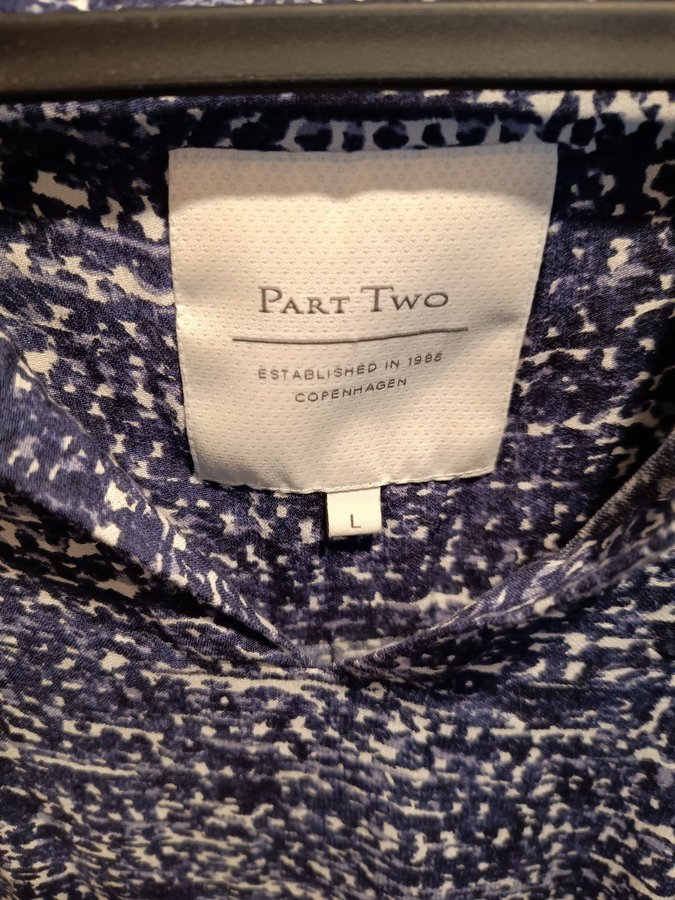 PART TWO
ESTABLISHED IN 1986
COPENHAGEN
L